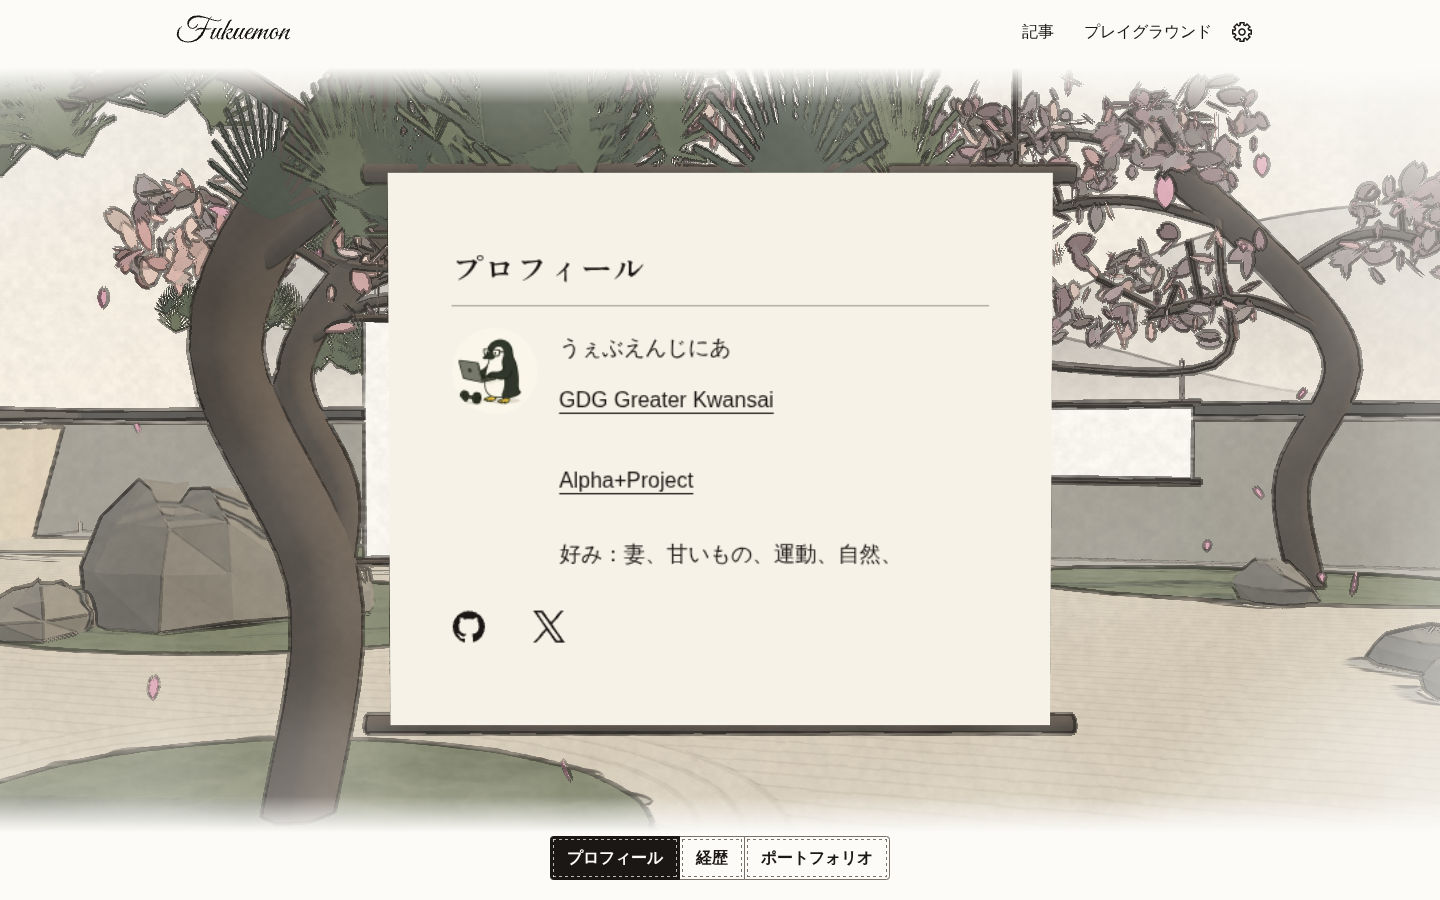 Fukuemon
記事
プレイグラウンド
プロフィール
うぇぶえんじにあ
GDG Greater Kwansai
Alpha+Project
好み：妻、甘いもの、運動、自然、
プロフィール
経歴
ポートフォリオ